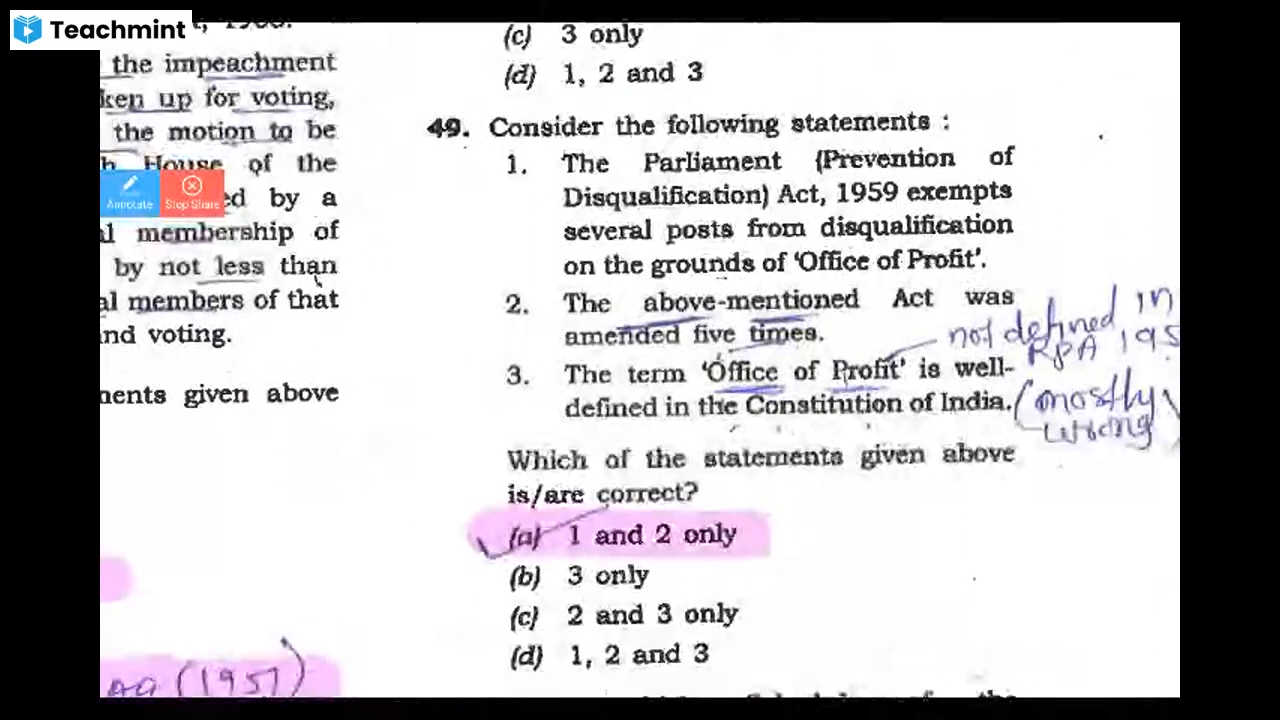 Teachmint
the impeachment
ken up for voting,
the motion to be
House of the
Annotate
Stop Share
ed by a
membership of
by not less than
al members of that
and voting.
nents given above
(1951)
(c) 3 only
(d) 1, 2 and 3
49. Consider the following statements :
1. The Parliament (Prevention of
Disqualification) Act, 1959 exempts
several posts from disqualification
on the grounds of 'Office of Profit'.
2. The above-mentioned Act was
amended five times.
not defined in
RPA 195
3. The term 'Office of Profit' is well-
defined in the Constitution of India.
(mostly
wrong
Which of the statements given above
is/are correct?
(a) 1 and 2 only
(b) 3 only
(c) 2 and 3 only
(d) 1, 2 and 3